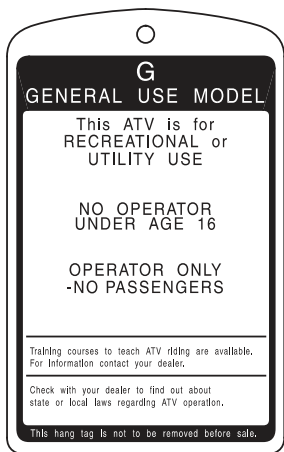 G
GENERAL USE MODEL
This ATV is for
RECREATIONAL or
UTILITY USE
NO OPERATOR
UNDER AGE 16
OPERATOR ONLY
-NO PASSENGERS
Training courses to teach ATV riding are available.
For information contact your dealer.
Check with your dealer to find out about
state or local laws regarding ATV operation.
This hang tag is not to be removed before sale.